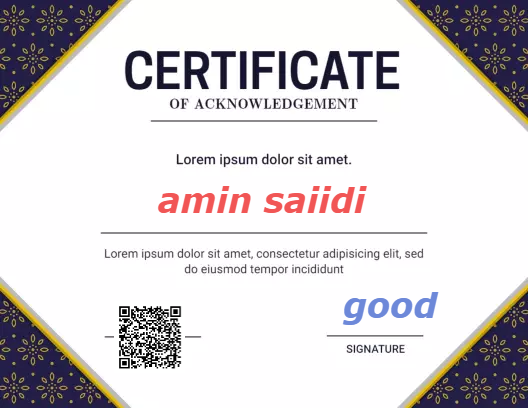 CERTIFICATE
OF ACKNOWLEDGEMENT
Lorem ipsum dolor sit amet.
amin saiidi
Lorem ipsum dolor sit amet, consectetur adipisicing elit, sed
do eiusmod tempor incididunt
good
SIGNATURE